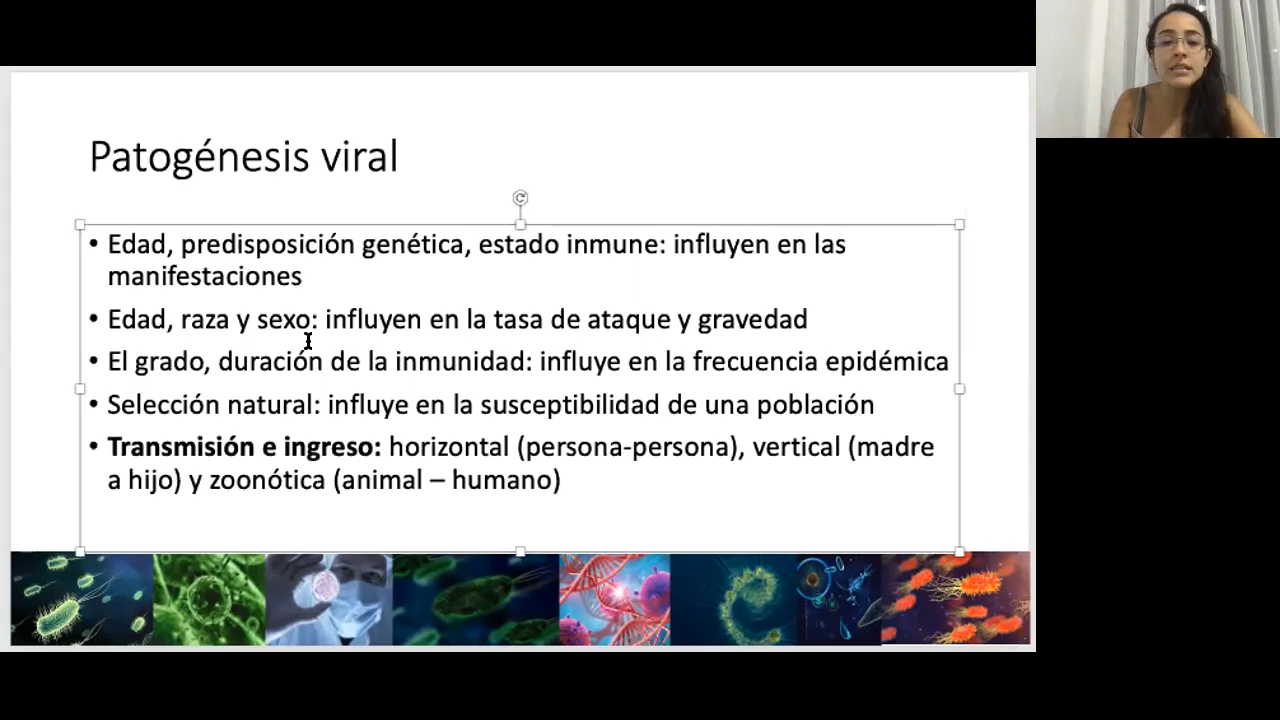 Patogénesis viral
• Edad, predisposición genética, estado inmune: influyen en las
manifestaciones
• Edad, raza y sexo: influyen en la tasa de ataque y gravedad
• El grado, duración de la inmunidad: influye en la frecuencia epidémica
• Selección natural: influye en la susceptibilidad de una población
• Transmisión e ingreso: horizontal (persona-persona), vertical (madre
a hijo) y zoonótica (animal – humano)